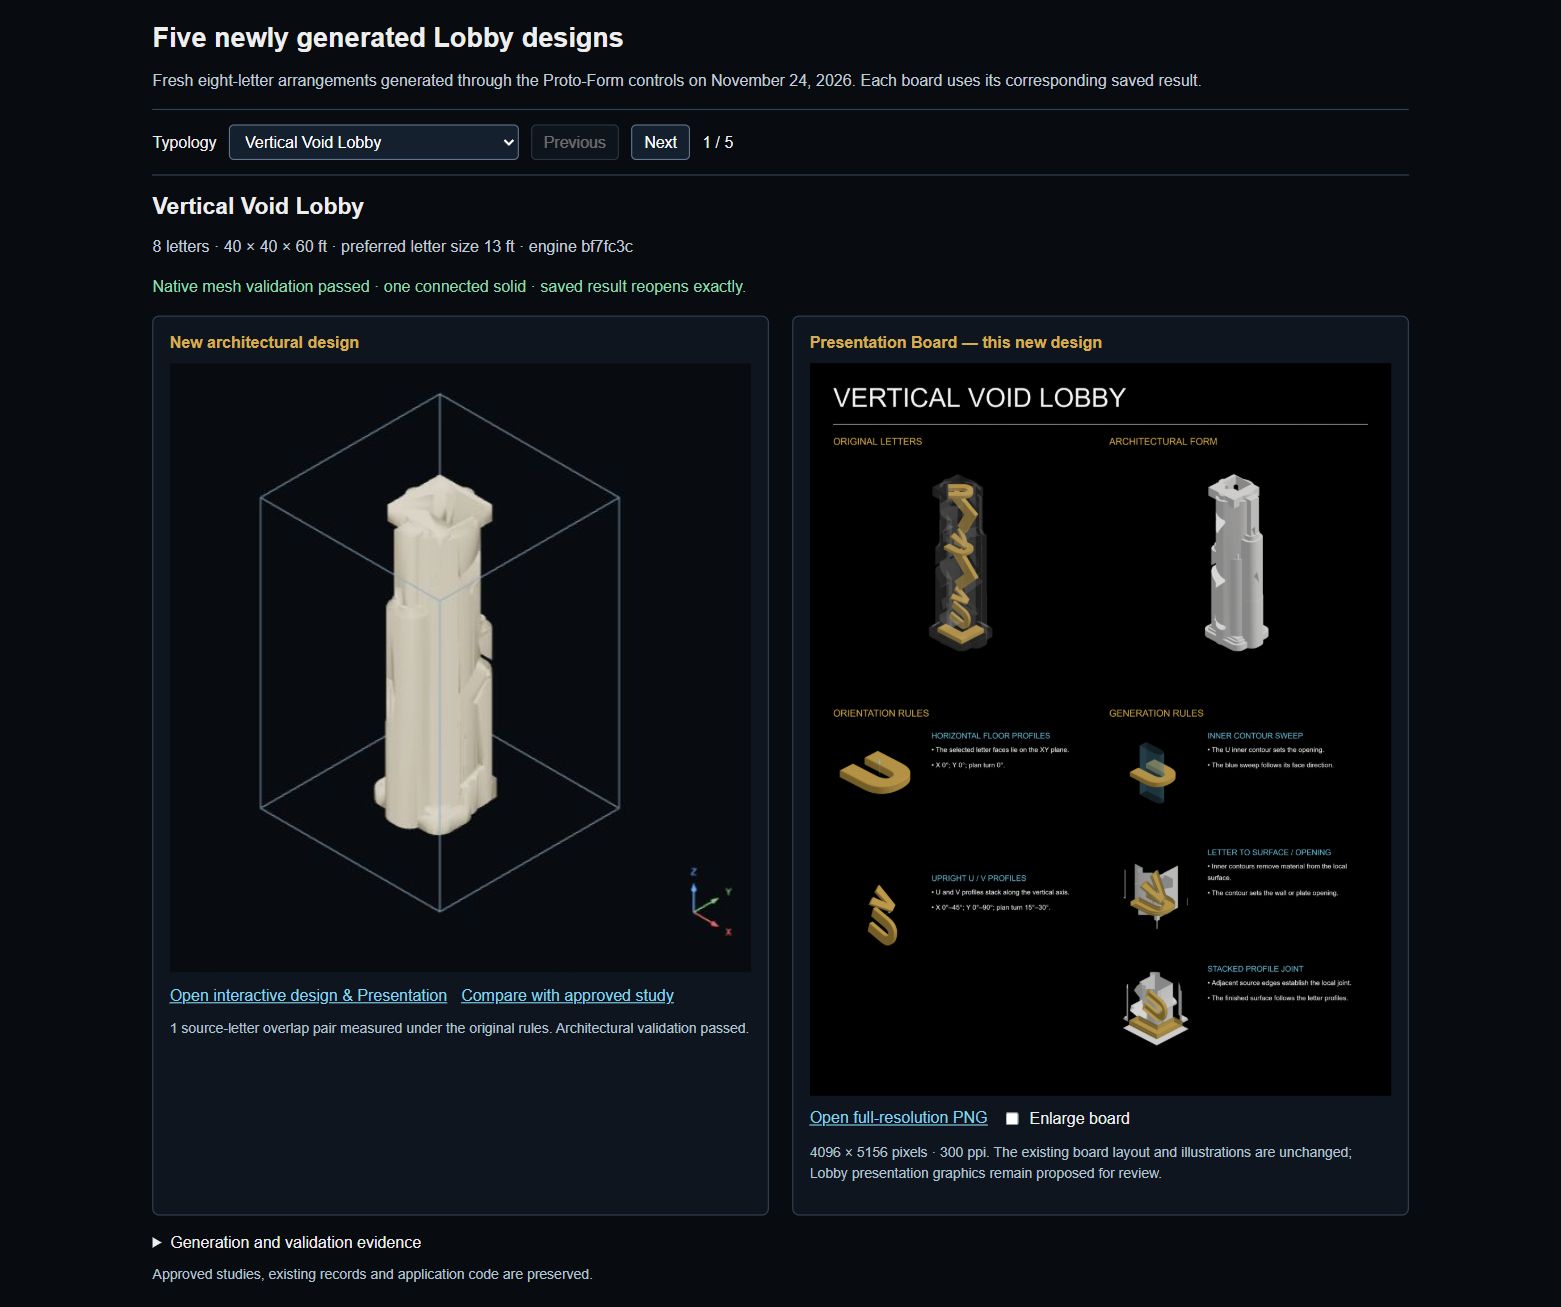 Five newly generated Lobby designs
Fresh eight-letter arrangements generated through the Proto-Form controls on November 24, 2026. Each board uses its corresponding saved result.
Typology Vertical Void Lobby Previous Next 1 / 5
Vertical Void Lobby
8 letters · 40 × 40 × 60 ft · preferred letter size 13 ft · engine bf7fc3c
Native mesh validation passed · one connected solid · saved result reopens exactly.
New architectural design
Z
Y
X
Open interactive design & Presentation Compare with approved study
1 source-letter overlap pair measured under the original rules. Architectural validation passed.
Presentation Board — this new design
VERTICAL VOID LOBBY
ORIGINAL LETTERS
ARCHITECTURAL FORM
ORIENTATION RULES
HORIZONTAL FLOOR PROFILES
• The selected letter faces lie on the XY plane.
• X 0°; Y 0°; plan turn 0°.
UPRIGHT U / V PROFILES
• U and V profiles stack along the vertical axis.
• X 0°–45°; Y 0°–90°; plan turn 15°–30°.
GENERATION RULES
INNER CONTOUR SWEEP
• The U inner contour sets the opening.
• The blue sweep follows its face direction.
LETTER TO SURFACE / OPENING
• Inner contours remove material from the local
surface.
• The contour sets the wall or plate opening.
STACKED PROFILE JOINT
• Adjacent source edges establish the local joint.
• The finished surface follows the letter profiles.
Open full-resolution PNG Enlarge board
4096 × 5156 pixels · 300 ppi. The existing board layout and illustrations are unchanged;
Lobby presentation graphics remain proposed for review.
Generation and validation evidence
Approved studies, existing records and application code are preserved.